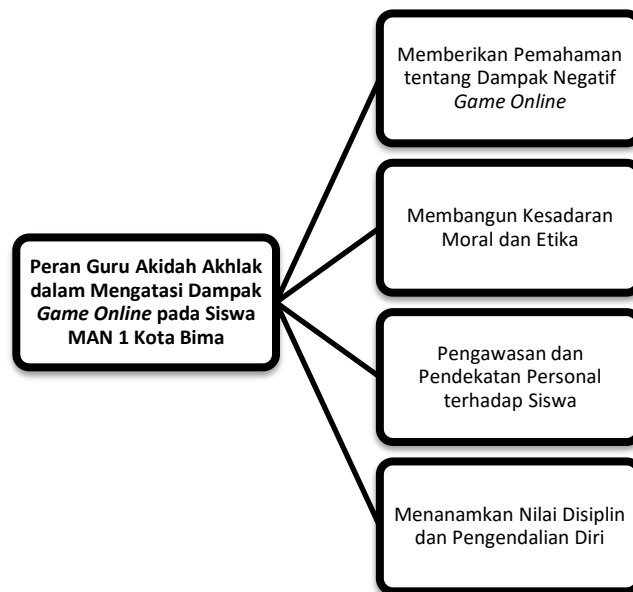 Memberikan Pemahaman
tentang Dampak Negatif
Game Online
Membangun Kesadaran
Moral dan Etika
Peran Guru Akidah Akhlak
dalam Mengatasi Dampak
Game Online pada Siswa
MAN 1 Kota Bima
Pengawasan dan
Pendekatan Personal
terhadap Siswa
Menanamkan Nilai Disiplin
dan Pengendalian Diri